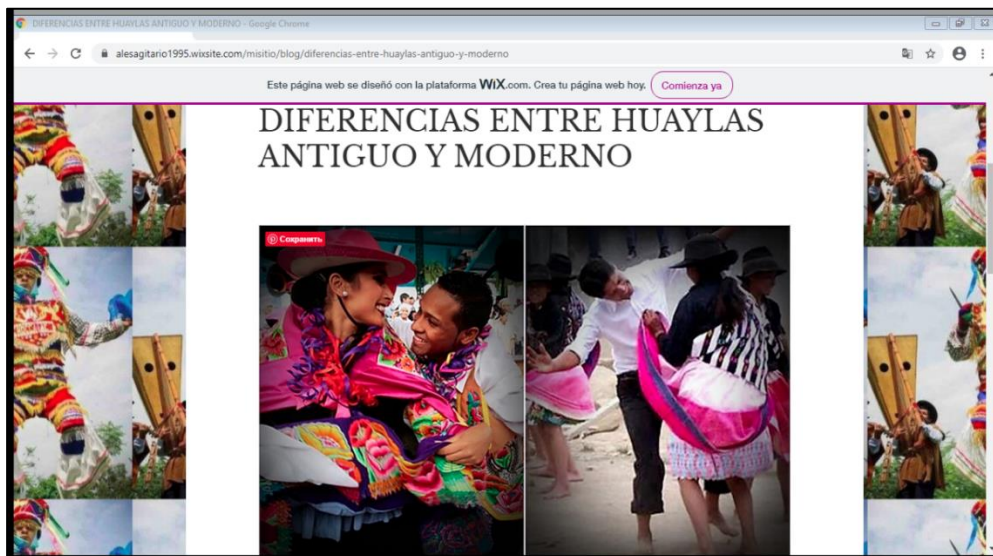 DIFERENCIAS ENTRE HUAYLAS ANTIGUO Y MODERNO - Google Chrome
alesagitario1995.wixsite.com/misitio/blog/diferencias-entre-huaylas-antiguo-y-moderno
Este página web se diseñó con la plataforma WiX.com. Crea tu página web hoy. Comienza ya
DIFERENCIAS ENTRE HUAYLAS
ANTIGUO Y MODERNO
Сохранить